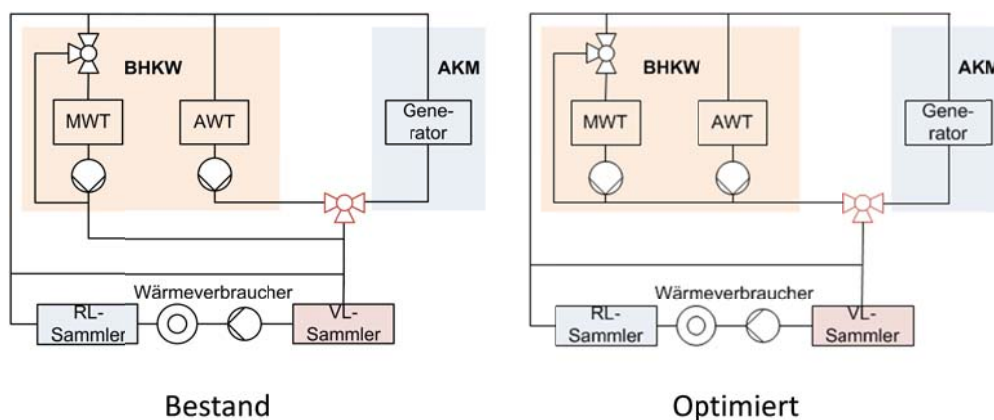 BHKW
AKM
MWT
AWT
Gene-
rator
Wärmeverbraucher
RL-
Sammler
VL-
Sammler
Bestand
BHKW
AKM
MWT
AWT
Gene-
rator
Wärmeverbraucher
RL-
Sammler
VL-
Sammler
Optimiert